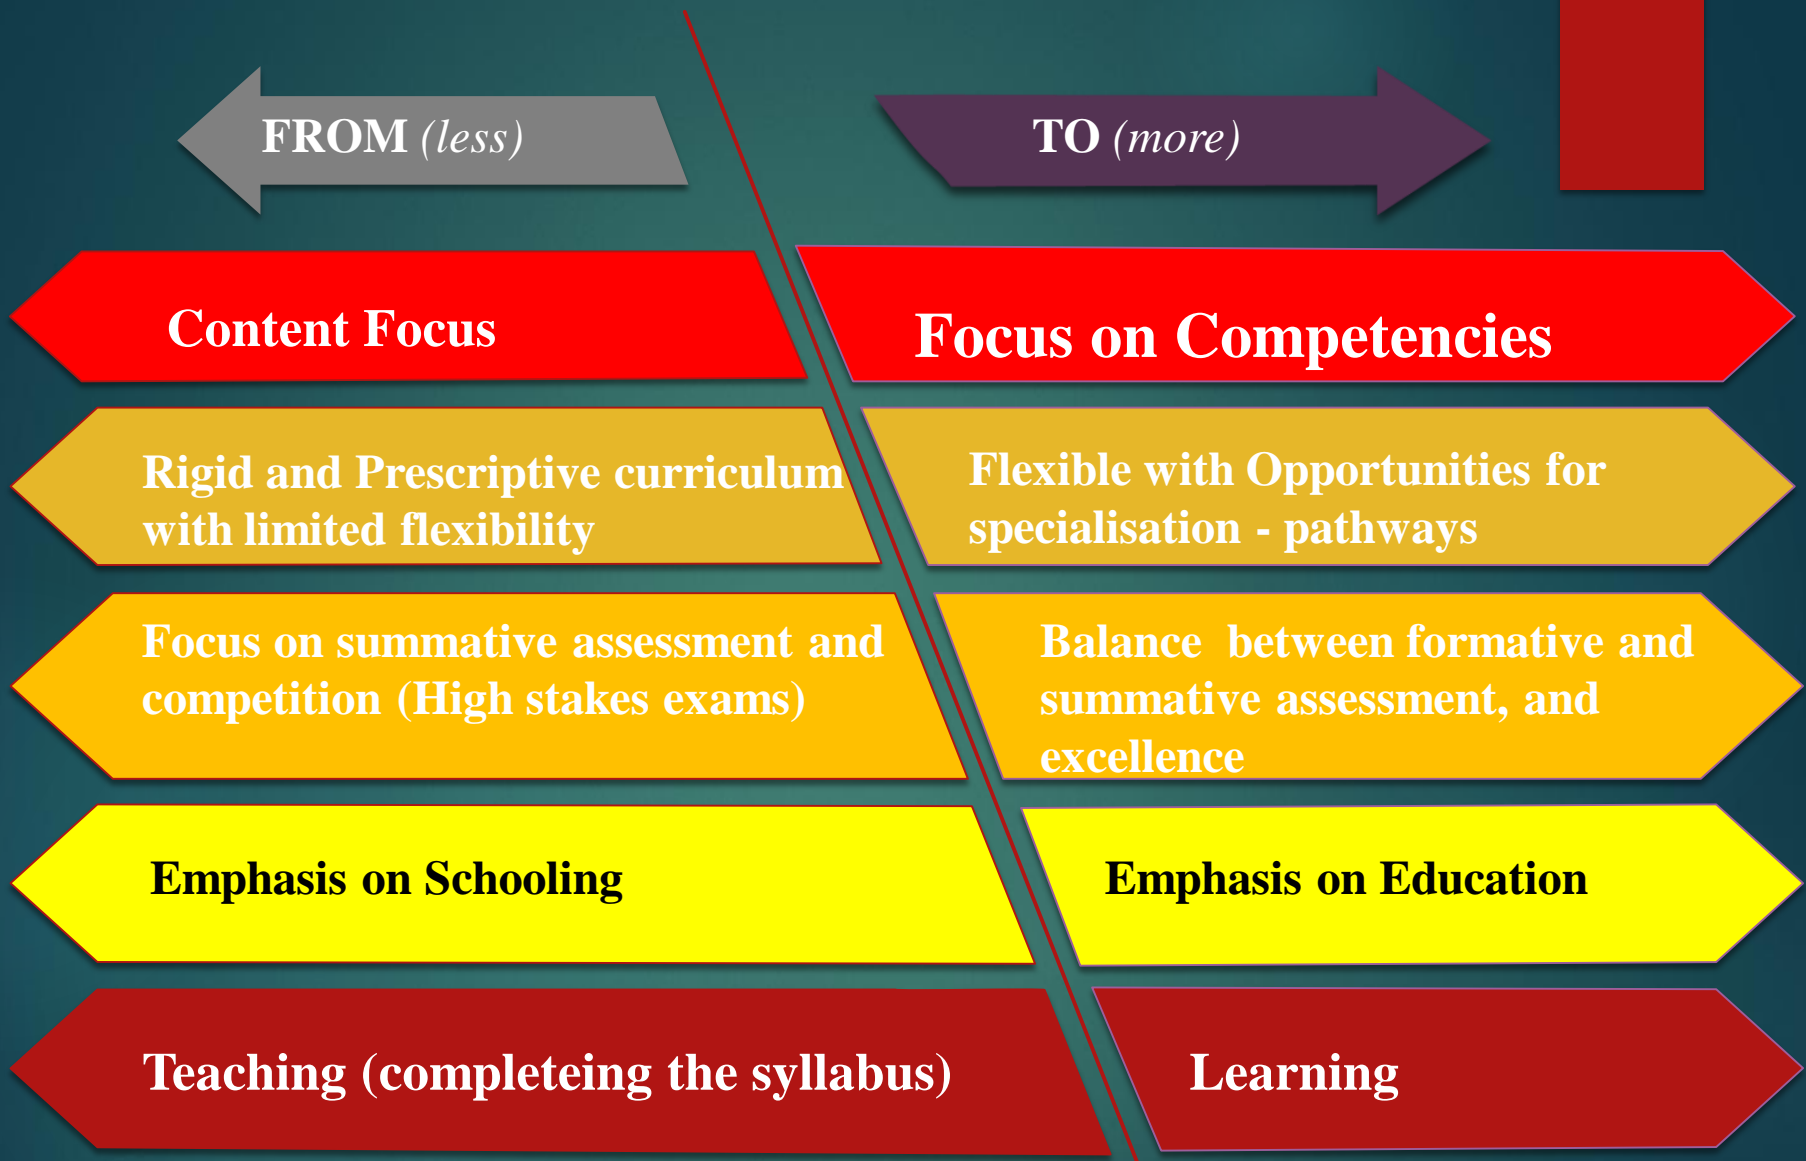 FROM (less)
TO (more)
Content Focus
Focus on Competencies
Rigid and Prescriptive curriculum
with limited flexibility
Flexible with Opportunities for
specialisation - pathways
Focus on summative assessment and
competition (High stakes exams)
Balance between formative and
summative assessment, and
excellence
Emphasis on Schooling
Emphasis on Education
Teaching (completeing the syllabus)
Learning